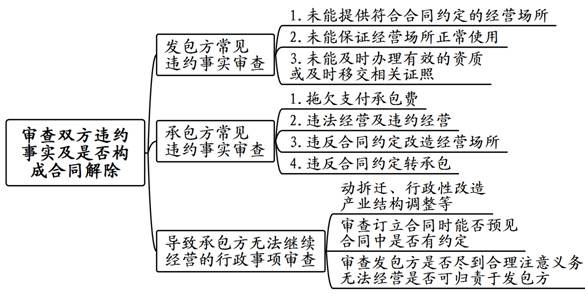 审查双方违约
事实及是否构
成合同解除
发包方常见
违约事实审查
1.未能提供符合合同约定的经营场所
2.未能保证经营场所正常使用
3.未能及时办理有效的资质
或及时移交相关证照
承包方常见
违约事实审查
1.拖欠支付承包费
2.违法经营及违约经营
3.违反合同约定改造经营场所
4.违反合同约定转承包
导致承包方无法继续
经营的行政事项审查
动拆迁、行政性改造
产业结构调整等
审查订立合同时能否预见
合同中是否有约定
审查发包方是否尽到合理注意义务
无法经营是否可归责于发包方